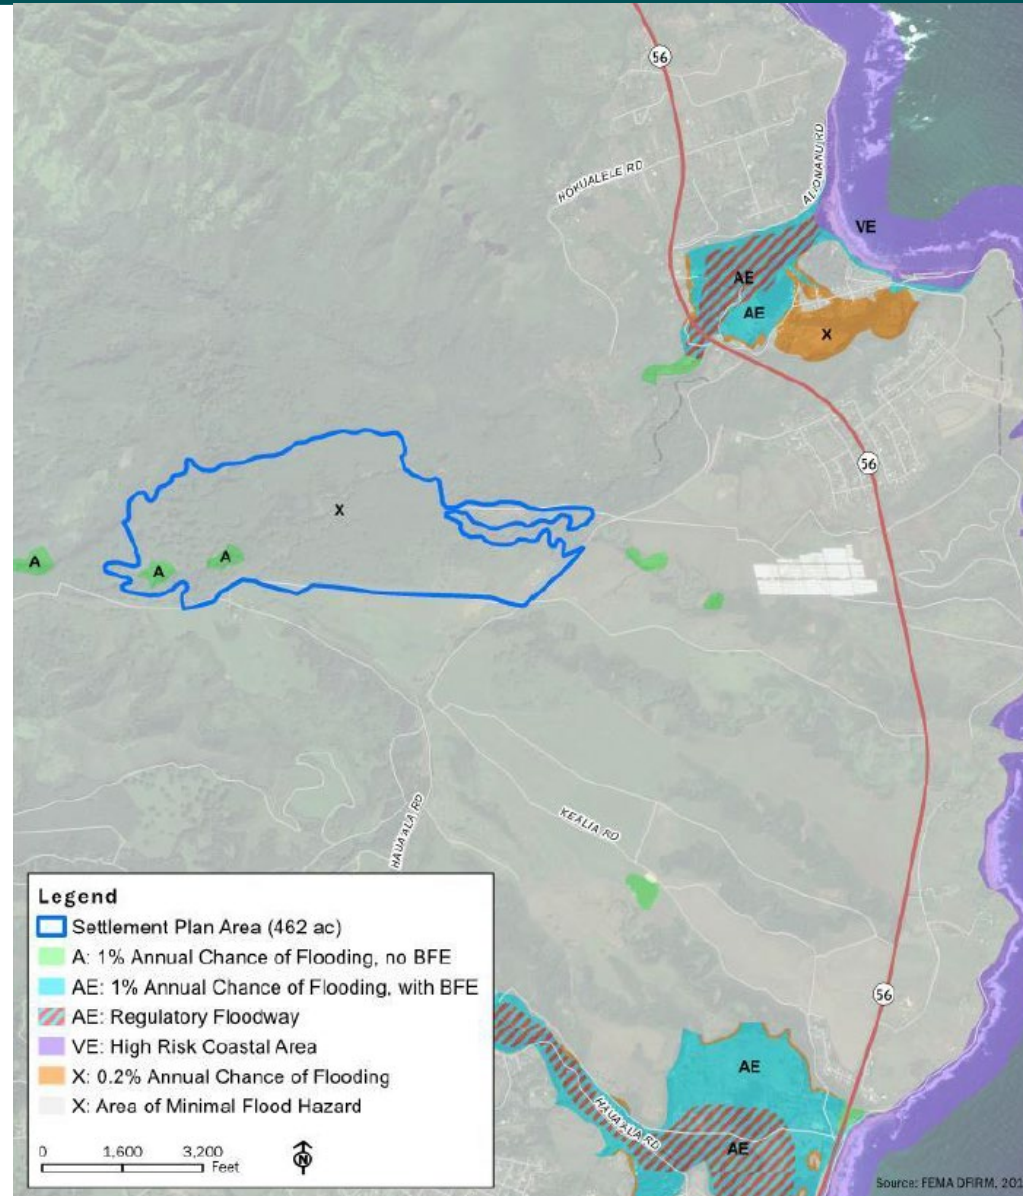 56
HOKUALELE RD
ALIOMANU RD
VE
AE
AE
X
56
X
A
A
A
HAUAALA RD
KEALIA RD
56
AE
HAUAALA RD
AE
Legend
Settlement Plan Area (462 ac)
A: 1% Annual Chance of Flooding, no BFE
AE: 1% Annual Chance of Flooding, with BFE
AE: Regulatory Floodway
VE: High Risk Coastal Area
X: 0.2% Annual Chance of Flooding
X: Area of Minimal Flood Hazard
0 1,600 3,200
Feet
N
Source: FEMA DFIRM, 201